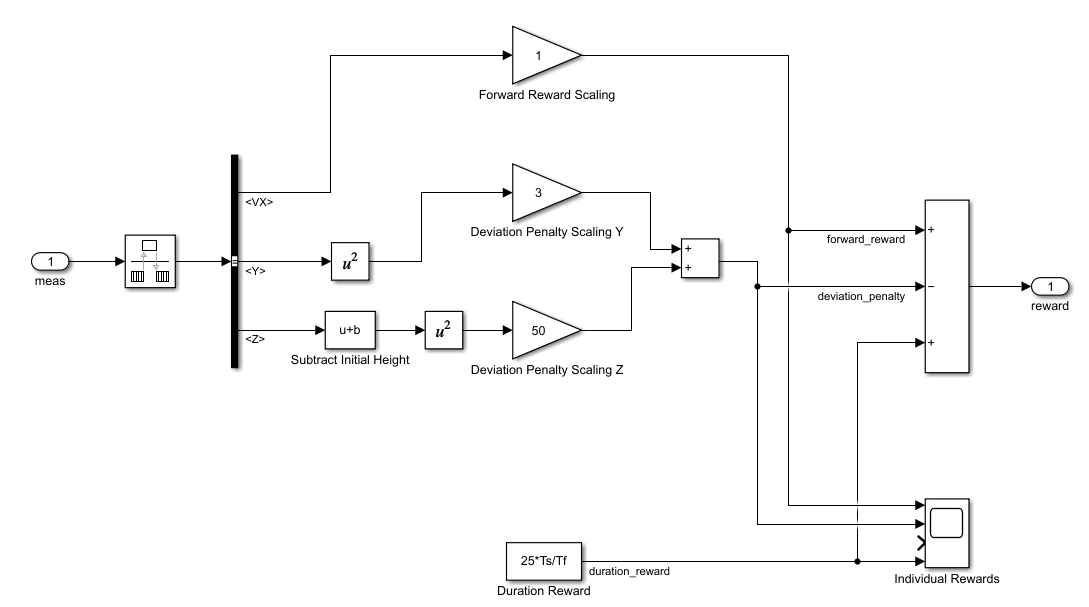 1
Forward Reward Scaling
<VX>
3
Deviation Penalty Scaling Y
+
+
+
forward_reward
1
meas
<Y>
u²
−
deviation_penalty
1
reward
<Z>
u+b
Subtract Initial Height
u²
50
Deviation Penalty Scaling Z
+
25*Ts/Tf
duration_reward
Duration Reward
Individual Rewards